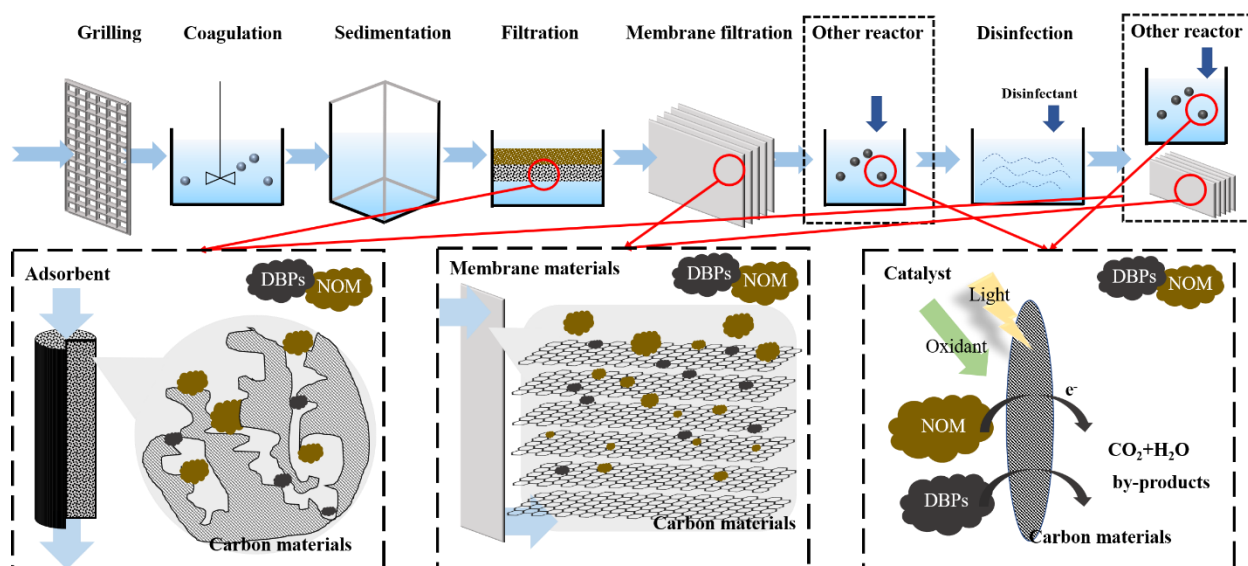 Grilling
Coagulation
Sedimentation
Filtration
Membrane filtration
Other reactor
Disinfection
Other reactor
Disinfectant
Adsorbent
DBPs
NOM
Carbon materials
Membrane materials
DBPs
NOM
Carbon materials
Catalyst
Light
Oxidant
DBPs
NOM
NOM
e⁻
DBPs
CO₂+H₂O
by-products
Carbon materials